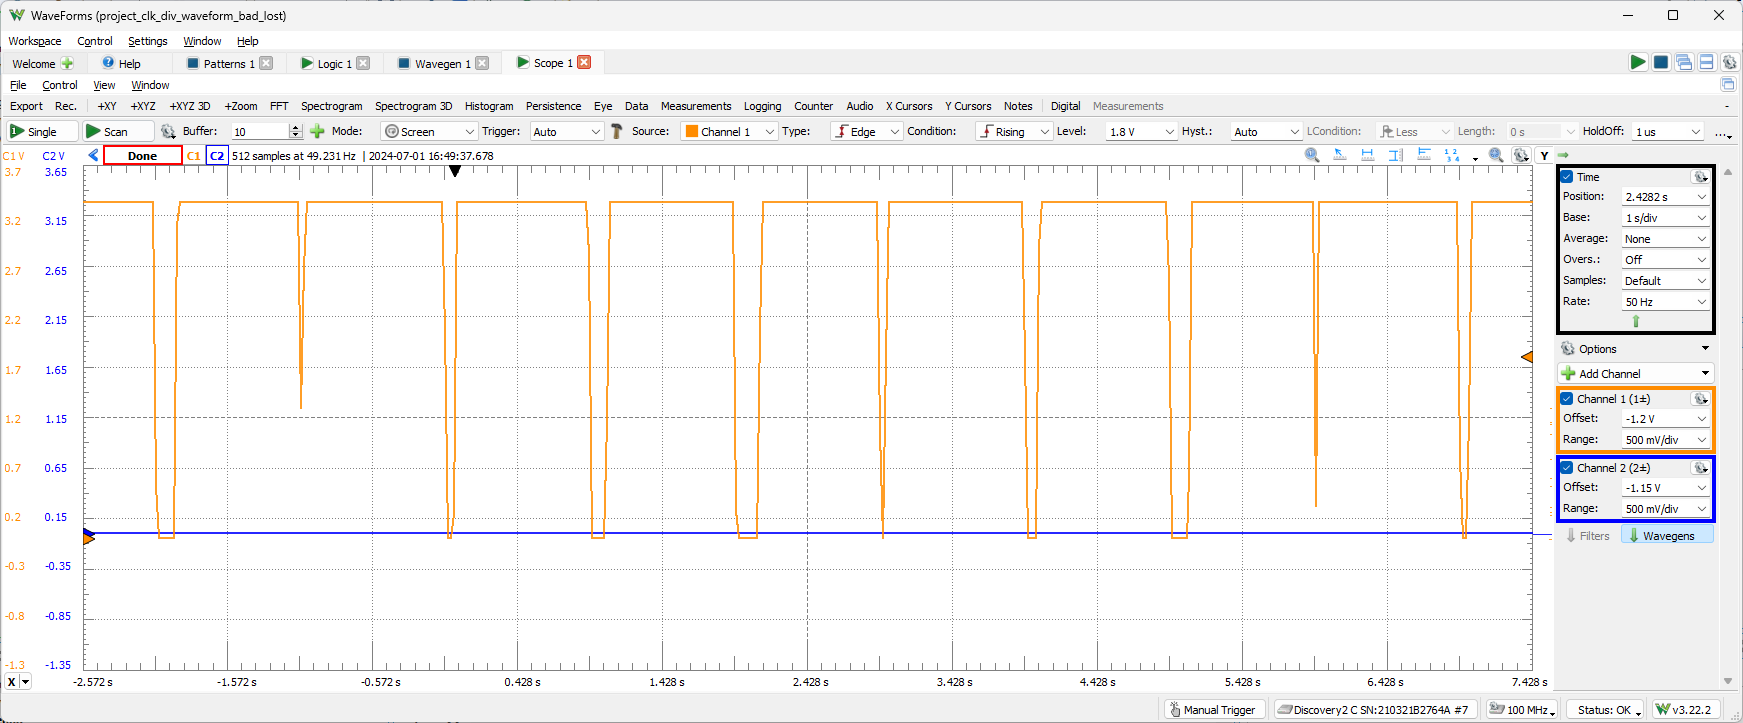 WaveForms (project_clk_div_waveform_bad_lost)
Workspace Control Settings Window Help
Welcome Help Patterns 1 Logic 1 Wavegen 1 Scope 1
File Control View Window
Export Rec. +XY +XYZ +XYZ 3D +Zoom FFT Spectrogram Spectrogram 3D Histogram Persistence Eye Data Measurements Logging Counter Audio X Cursors Y Cursors Notes Digital Measurements
Single Scan Buffer: 10 Mode: Screen Trigger: Auto Source: Channel 1 Type: Edge Condition: Rising Level: 1.8 V Hyst.: Auto LCondition: Less Length: 0 s HoldOff: 1 us ...
C1 V C2 V Done C1 C2 512 samples at 49.231 Hz | 2024-07-01 16:49:37.678 Y
3.7 3.65
3.2 3.15
2.7 2.65
2.2 2.15
1.7 1.65
1.2 1.15
0.7 0.65
0.2 0.15
-0.3 -0.35
-0.8 -0.85
-1.3 -1.35
X -2.572 s -1.572 s -0.572 s 0.428 s 1.428 s 2.428 s 3.428 s 4.428 s 5.428 s 6.428 s 7.428 s
Time
Position: 2.4282 s
Base: 1 s/div
Average: None
Overs.: Off
Samples: Default
Rate: 50 Hz
Options
Add Channel
Channel 1 (1±)
Offset: -1.2 V
Range: 500 mV/div
Channel 2 (2±)
Offset: -1.15 V
Range: 500 mV/div
Filters Wavegens
Manual Trigger Discovery2 C SN:210321B2764A #7 100 MHz Status: OK v3.22.2